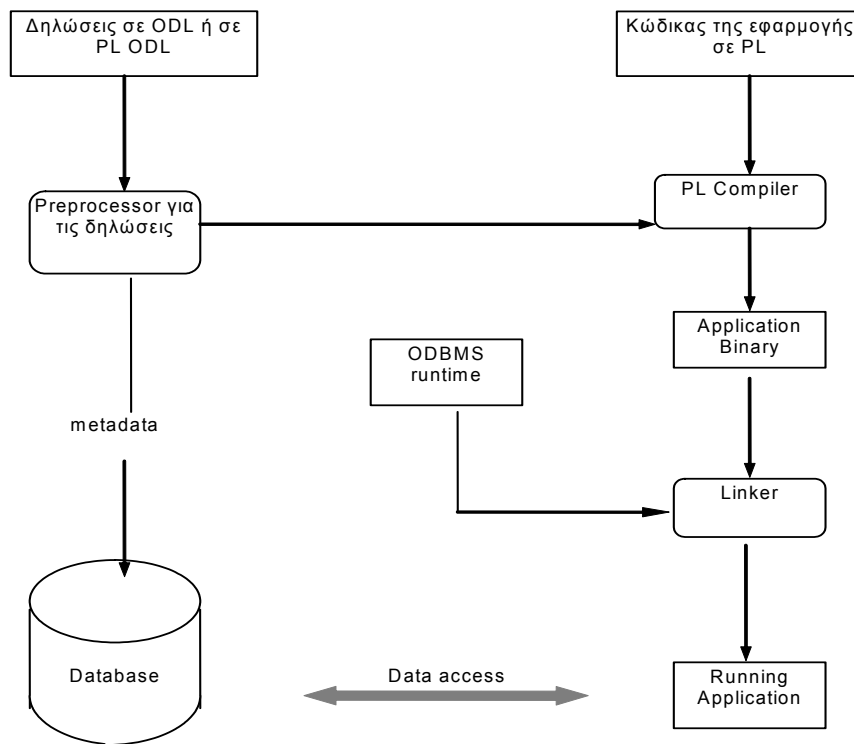 Δηλώσεις σε ODL ή σε
PL ODL
Κώδικας της εφαρμογής
σε PL
Preprocessor για
τις δηλώσεις
PL Compiler
Application
Binary
ODBMS
runtime
metadata
Linker
Database
Data access
Running
Application